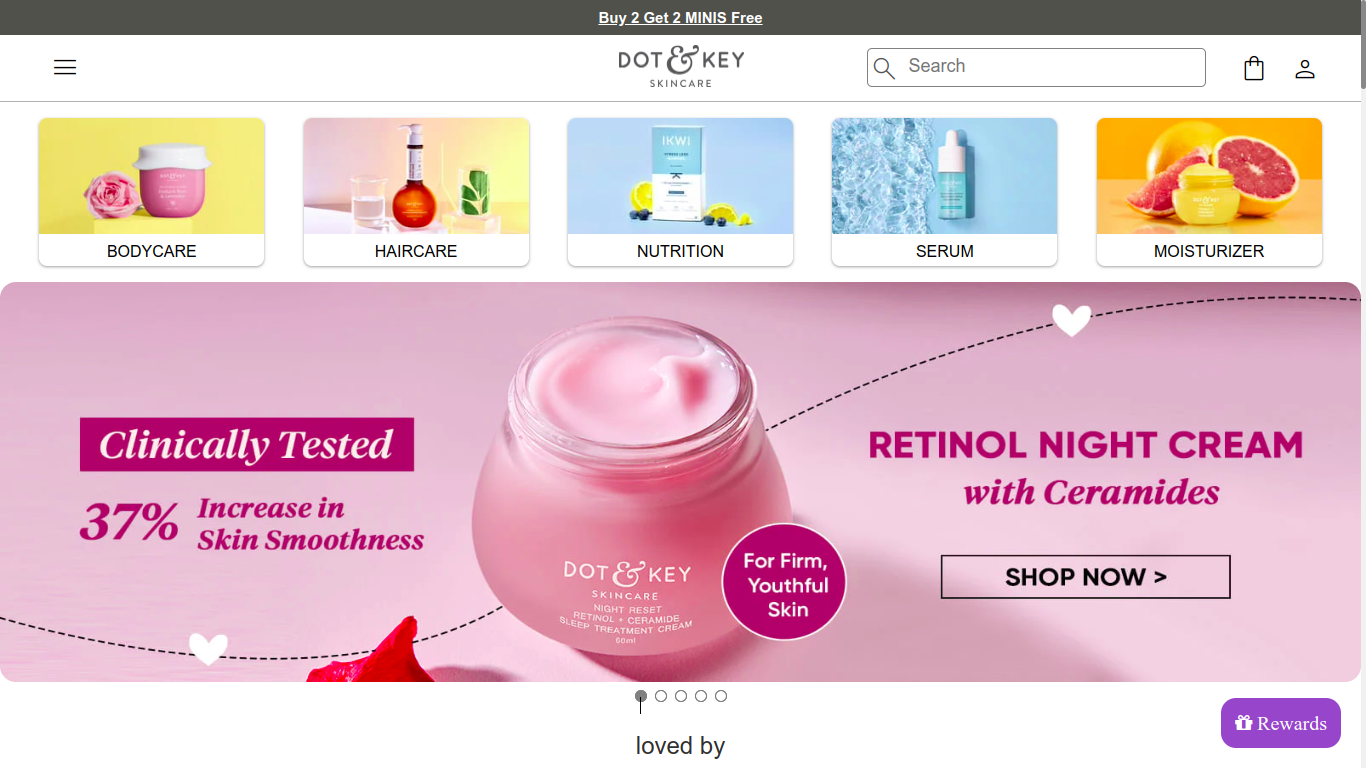 Buy 2 Get 2 MINIS Free
DOT & KEY
SKINCARE
Search
IKWI
BODYCARE
HAIRCARE
NUTRITION
SERUM
MOISTURIZER
Clinically Tested
37% Increase in
Skin Smoothness
DOT & KEY
SKINCARE
NIGHT RESET
RETINOL + CERAMIDE
SLEEP TREATMENT CREAM
60ml
For Firm,
Youthful
Skin
RETINOL NIGHT CREAM
with Ceramides
SHOP NOW >
loved by
Rewards